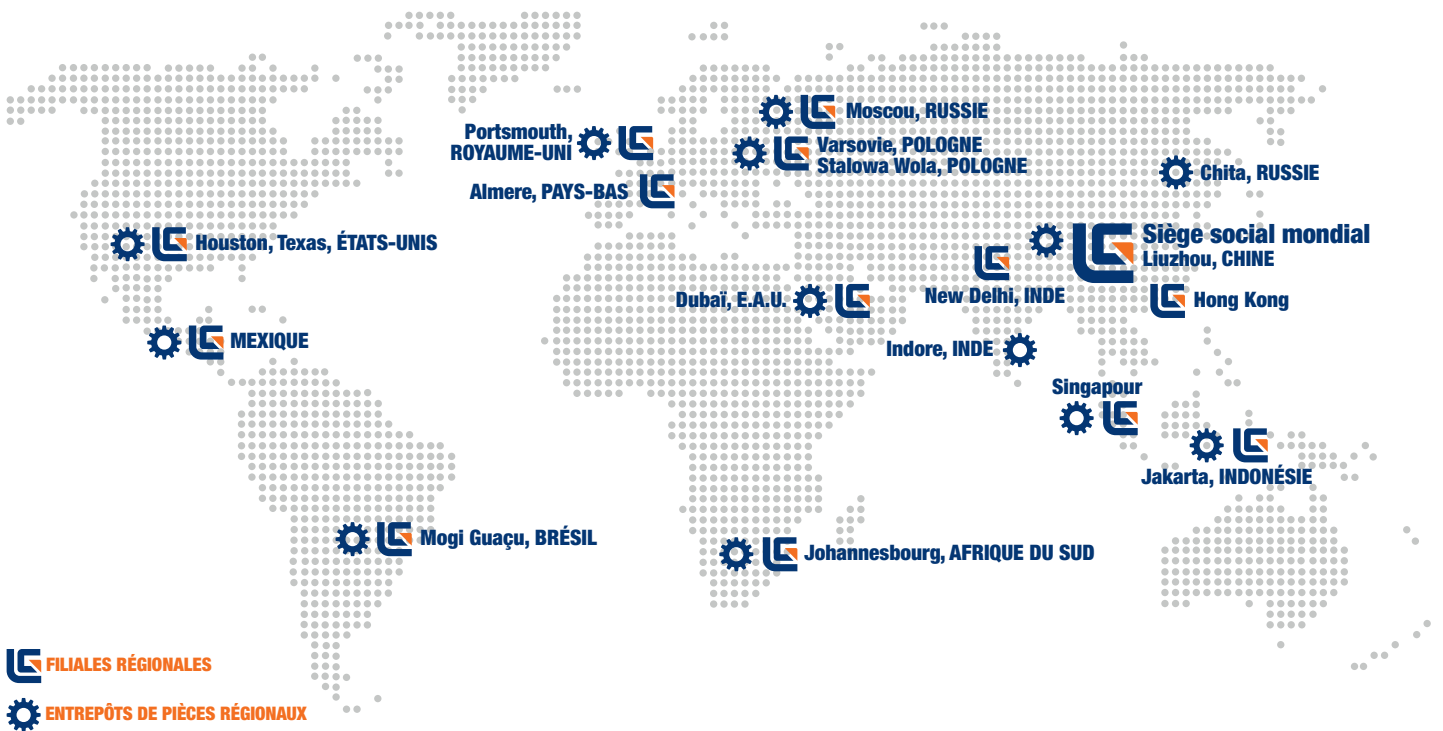 Moscou, RUSSIE
Portsmouth,
ROYAUME-UNI
Varsovie, POLOGNE
Stalowa Wola, POLOGNE
Chita, RUSSIE
Almere, PAYS-BAS
Houston, Texas, ÉTATS-UNIS
Siège social mondial
Liuzhou, CHINE
New Delhi, INDE
Dubaï, E.A.U.
Hong Kong
MEXIQUE
Indore, INDE
Singapour
Jakarta, INDONÉSIE
Mogi Guaçu, BRÉSIL
Johannesbourg, AFRIQUE DU SUD
FILIALES RÉGIONALES
ENTREPÔTS DE PIÈCES RÉGIONAUX